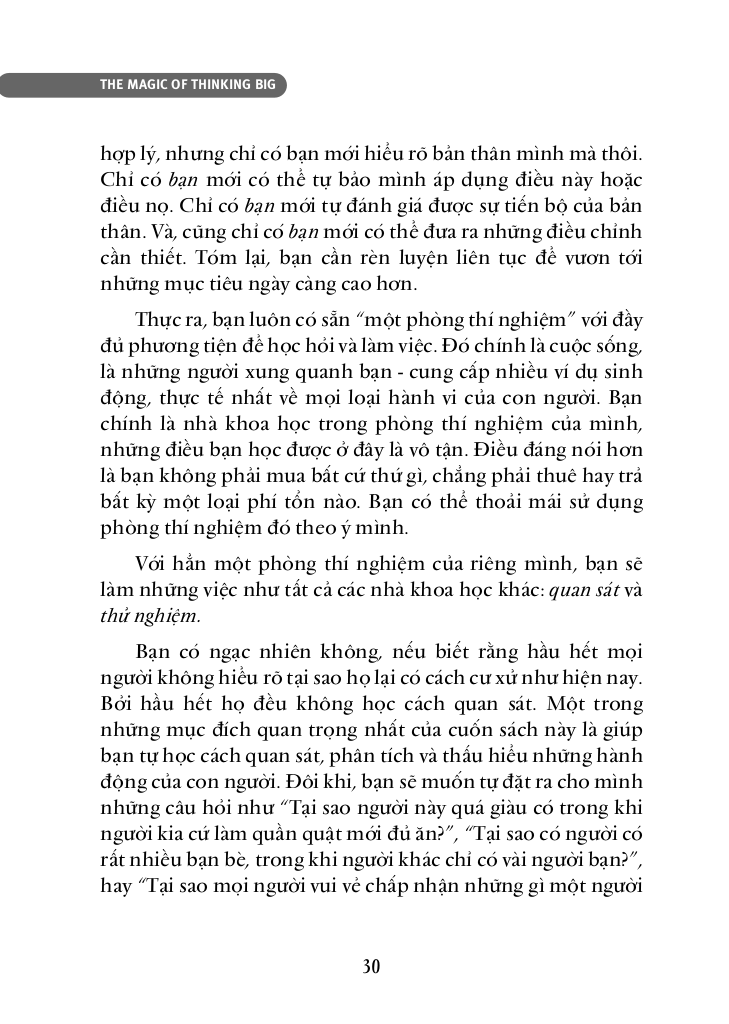 THE MAGIC OF THINKING BIG
hợp lý, nhưng chỉ có bạn mới hiểu rõ bản thân mình mà thôi.
Chỉ có bạn mới có thể tự bảo mình áp dụng điều này hoặc
điều nọ. Chỉ có bạn mới tự đánh giá được sự tiến bộ của bản
thân. Và, cũng chỉ có bạn mới có thể đưa ra những điều chỉnh
cần thiết. Tóm lại, bạn cần rèn luyện liên tục để vươn tới
những mục tiêu ngày càng cao hơn.
Thực ra, bạn luôn có sẵn “một phòng thí nghiệm” với đầy
đủ phương tiện để học hỏi và làm việc. Đó chính là cuộc sống,
là những người xung quanh bạn - cung cấp nhiều ví dụ sinh
động, thực tế nhất về mọi loại hành vi của con người. Bạn
chính là nhà khoa học trong phòng thí nghiệm của mình,
những điều bạn học được ở đây là vô tận. Điều đáng nói hơn
là bạn không phải mua bất cứ thứ gì, chẳng phải thuê hay trả
bất kỳ một loại phí tổn nào. Bạn có thể thoải mái sử dụng
phòng thí nghiệm đó theo ý mình.
Với hẳn một phòng thí nghiệm của riêng mình, bạn sẽ
làm những việc như tất cả các nhà khoa học khác: quan sát và
thử nghiệm.
Bạn có ngạc nhiên không, nếu biết rằng hầu hết mọi
người không hiểu rõ tại sao họ lại có cách cư xử như hiện nay.
Bởi hầu hết họ đều không học cách quan sát. Một trong
những mục đích quan trọng nhất của cuốn sách này là giúp
bạn tự học cách quan sát, phân tích và thấu hiểu những hành
động của con người. Đôi khi, bạn sẽ muốn tự đặt ra cho mình
những câu hỏi như “Tại sao người này quá giàu có trong khi
người kia cứ làm quần quật mới đủ ăn?”, “Tại sao có người có
rất nhiều bạn bè, trong khi người khác chỉ có vài người bạn?”,
hay “Tại sao mọi người vui vẻ chấp nhận những gì một người
30